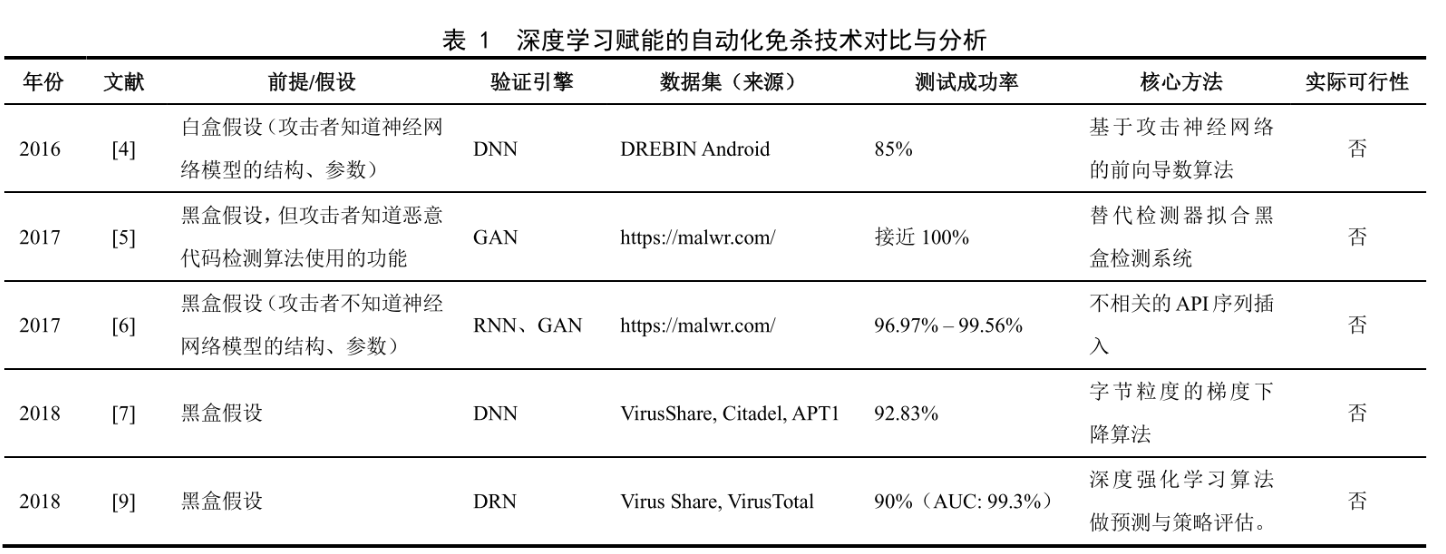 表 1 深度学习赋能的自动化免杀技术对比与分析
年份 文献 前提/假设 验证引擎 数据集（来源） 测试成功率 核心方法 实际可行性
白盒假设（攻击者知道神经网 基于攻击神经网络
2016 [4] DNN DREBIN Android 85% 否
络模型的结构、参数） 的前向导数算法
黑盒假设，但攻击者知道恶意 替代检测器拟合黑
2017 [5] GAN https://malwr.com/ 接近 100% 否
代码检测算法使用的功能 盒检测系统
黑盒假设（攻击者不知道神经 不相关的 API 序列插
2017 [6] RNN、GAN https://malwr.com/ 96.97% – 99.56% 否
网络模型的结构、参数） 入
字节粒度的梯度下
2018 [7] 黑盒假设 DNN VirusShare, Citadel, APT1 92.83% 否
降算法
深度强化学习算法
2018 [9] 黑盒假设 DRN Virus Share, VirusTotal 90%（AUC: 99.3%） 否
做预测与策略评估。